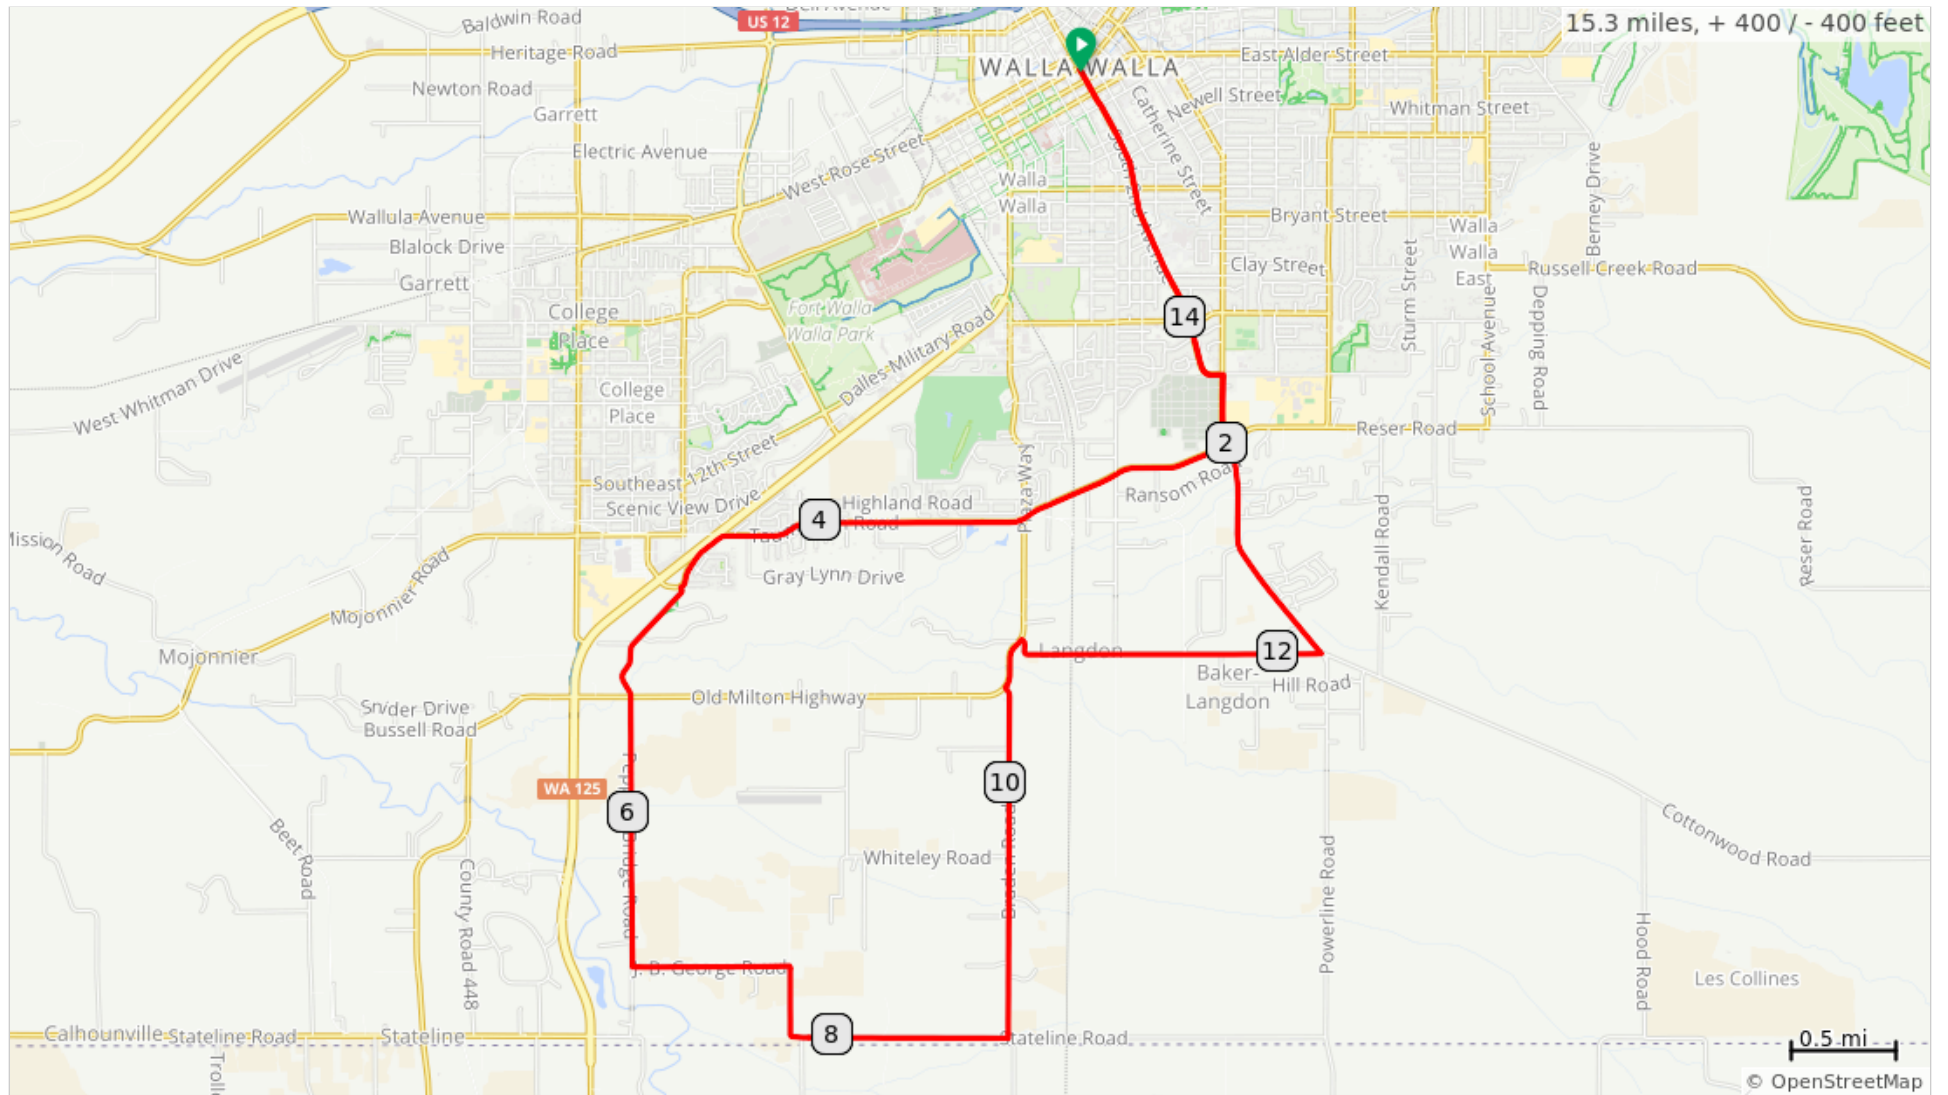 Baldwin Road
US 12
15.3 miles, + 400 / - 400 feet
Heritage Road
East Alder Street
WALLA WALLA
Newton Road
Newell Street
Catherine Street
Whitman Street
Garrett
Electric Avenue
West Rose Street
South 2nd Avenue
Berney Drive
Walla
Walla
Wallula Avenue
Bryant Street
Blalock Drive
Walla
Walla
East
Garrett
Clay Street
Sturm Street
Russell Creek Road
College
Place
Fort Walla
Walla Park
14
Depping Road
School Avenue
Dalles Military Road
West Whitman Drive
College
Place
Reser Road
2
Southeast 12th Street
Scenic View Drive
Plaza Way
Ransom Road
Highland Road
4
Kendall Road
Reser Road
Mission Road
Gray Lynn Drive
Mojonnier Road
Mojonnier
Langdon
12
Baker-
Langdon
Hill Road
Old Milton Highway
Snyder Drive
Bussell Road
WA 125
10
6
Beet Road
County Road 448
Whiteley Road
Braden Road
Powerline Road
Cottonwood Road
Hood Road
J. B. George Road
Les Collines
Calhounville
Stateline Road
Stateline
8
Stateline Road
0.5 mi
© OpenStreetMap